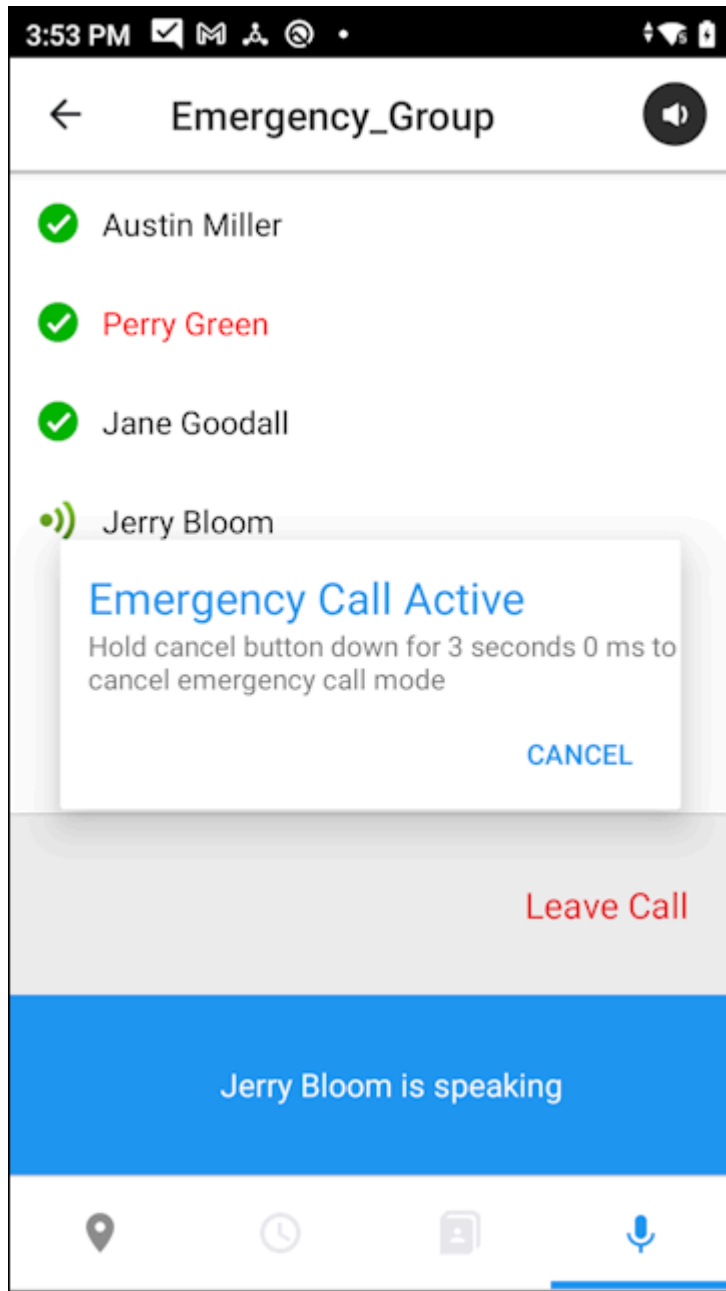 3:53 PM
Emergency_Group
Austin Miller
Perry Green
Jane Goodall
Jerry Bloom
Emergency Call Active
Hold cancel button down for 3 seconds 0 ms to
cancel emergency call mode
CANCEL
Leave Call
Jerry Bloom is speaking